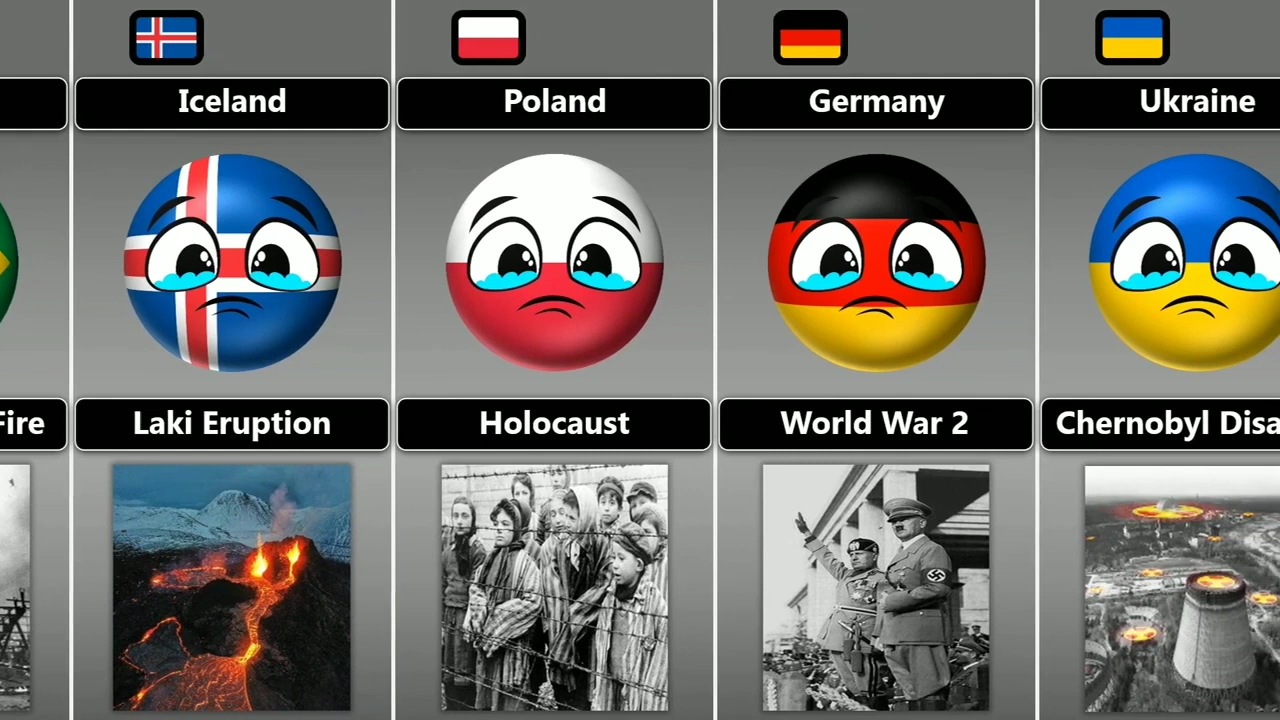 Iceland
Poland
Germany
Ukraine
Fire
Laki Eruption
Holocaust
World War 2
Chernobyl Disa